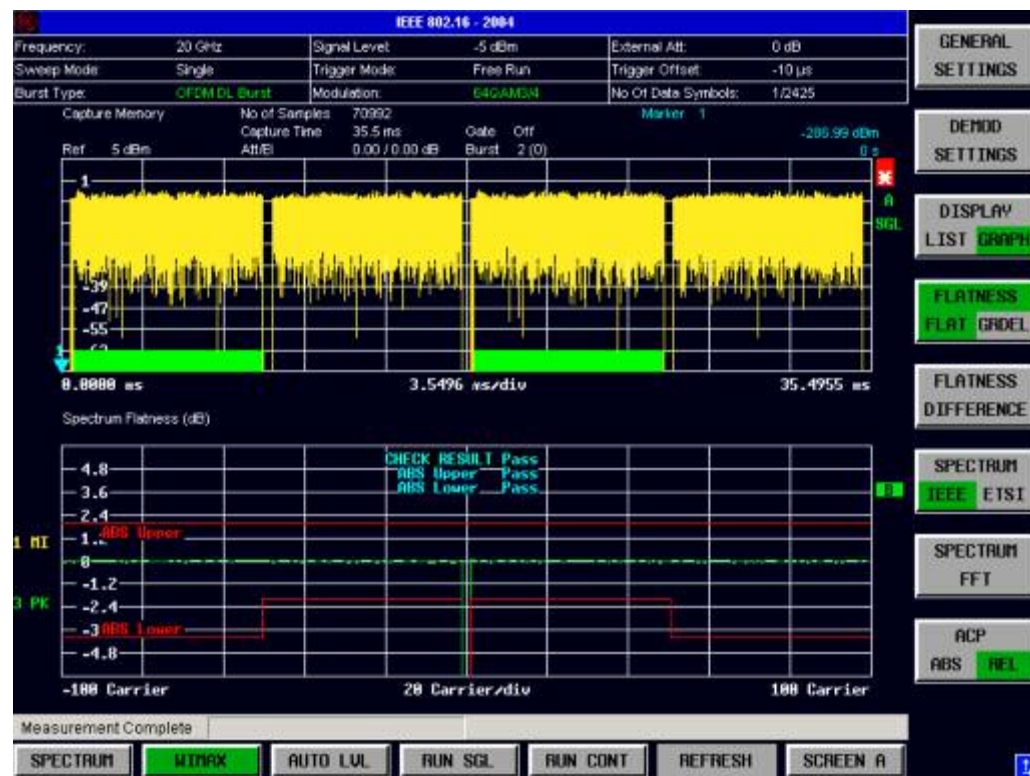 IEEE 802.16 - 2004
Frequency: 20 GHz Signal Level: -5 dBm External Att: 0 dB
Sweep Mode: Single Trigger Mode: Free Run Trigger Offset: -10 µs
Burst Type: OFDM DL Burst Modulation: 64QAM3/4 No Of Data Symbols: 1/2425
Capture Memory No of Samples 70992 Marker 1
Capture Time 35.5 ms Gate Off -286.99 dBm
Ref 5 dBm Att/El 0.00 / 0.00 dB Burst 2 (0) 0 s
1
A
SGL
-39
-47
-55
1
0.0000 ms 3.5496 ms/div 35.4955 ms
Spectrum Flatness (dB)
CHECK RESULT Pass
ABS Upper Pass
ABS Lower Pass
4.8
3.6
B
2.4
ABS Upper
1 MI
0
-1.2
3 PK
-2.4
ABS Lower
-4.8
-100 Carrier 20 Carrier/div 100 Carrier
Measurement Complete
SPECTRUM WIMAX AUTO LVL RUN SGL RUN CONT REFRESH SCREEN A
GENERAL
SETTINGS
DEMOD
SETTINGS
DISPLAY
LIST GRAPH
FLATNESS
FLAT GRDEL
FLATNESS
DIFFERENCE
SPECTRUM
IEEE ETSI
SPECTRUM
FFT
ACP
ABS REL